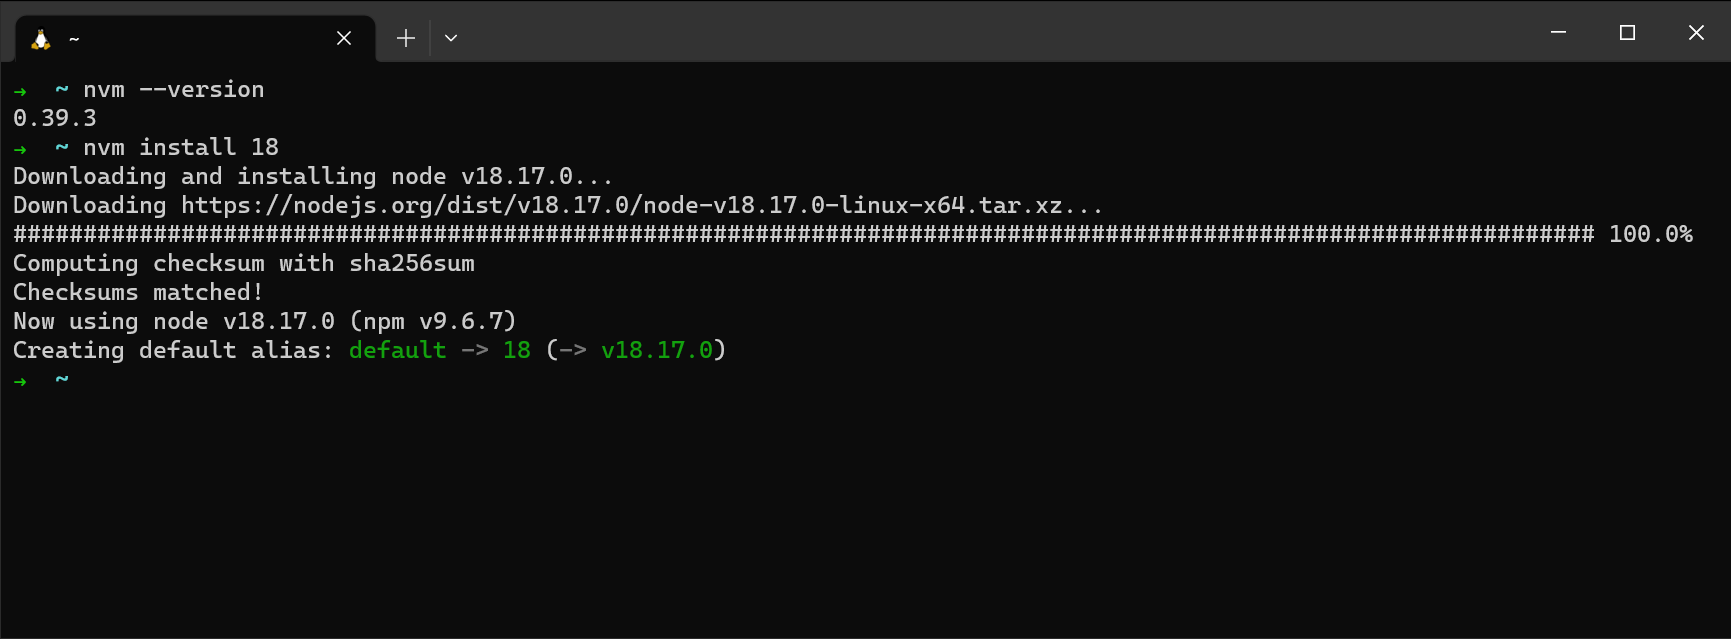 ~
➜  ~ nvm --version
0.39.3
➜  ~ nvm install 18
Downloading and installing node v18.17.0...
Downloading https://nodejs.org/dist/v18.17.0/node-v18.17.0-linux-x64.tar.xz...
################################################################################################################# 100.0%
Computing checksum with sha256sum
Checksums matched!
Now using node v18.17.0 (npm v9.6.7)
Creating default alias: default -> 18 (-> v18.17.0)
➜  ~